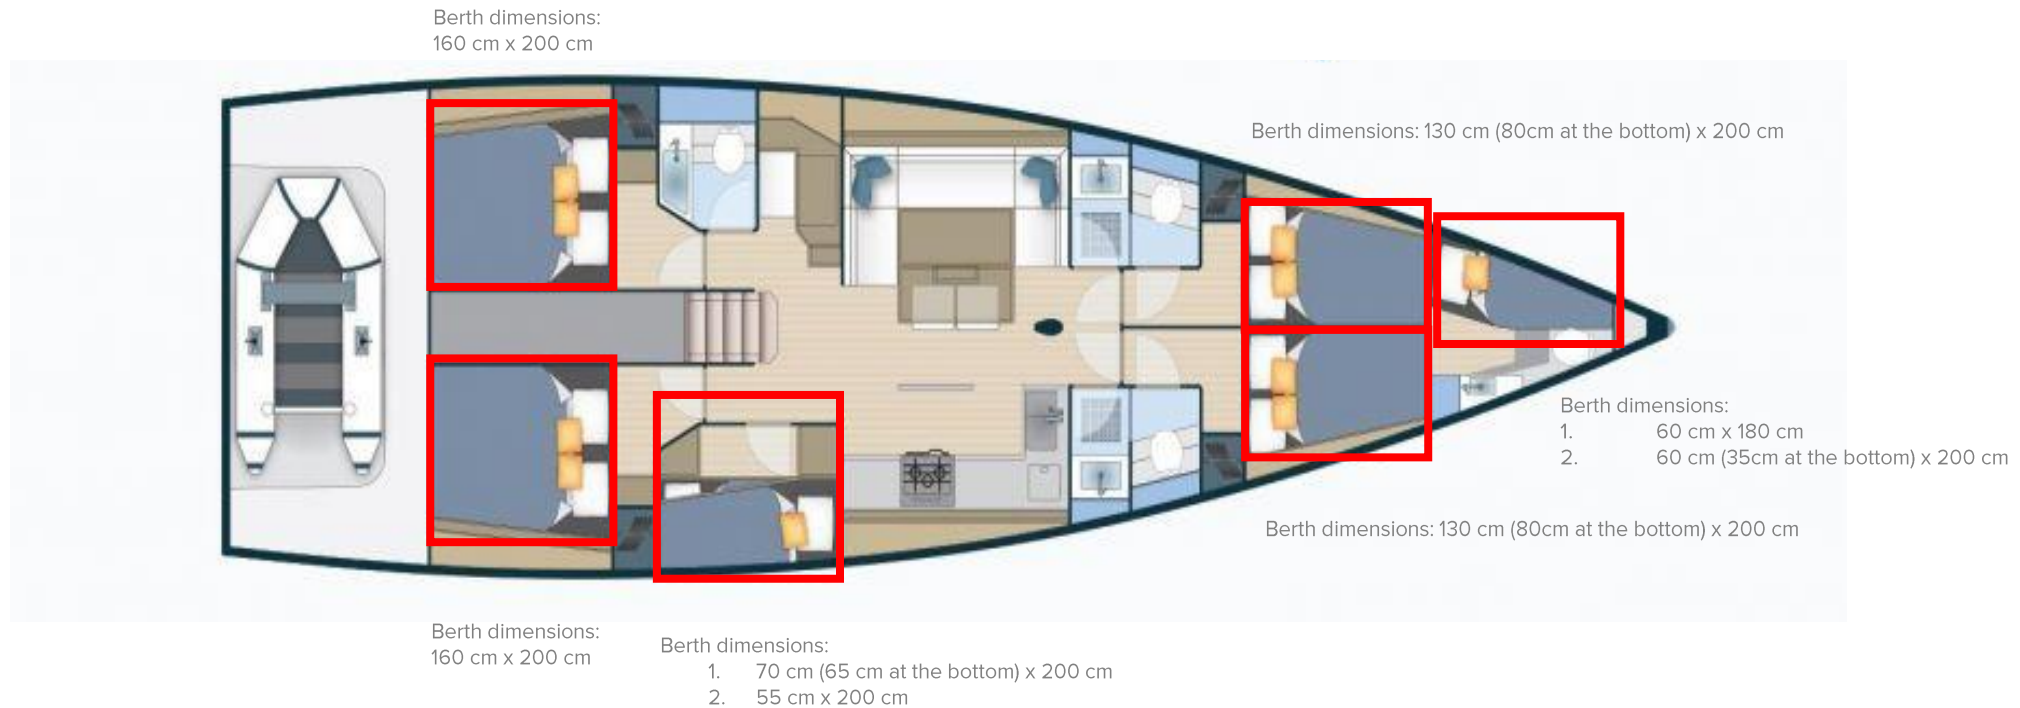 Berth dimensions:
160 cm x 200 cm
Berth dimensions: 130 cm (80cm at the bottom) x 200 cm
Berth dimensions:
1. 60 cm x 180 cm
2. 60 cm (35cm at the bottom) x 200 cm
Berth dimensions: 130 cm (80cm at the bottom) x 200 cm
Berth dimensions:
160 cm x 200 cm
Berth dimensions:
1. 70 cm (65 cm at the bottom) x 200 cm
2. 55 cm x 200 cm